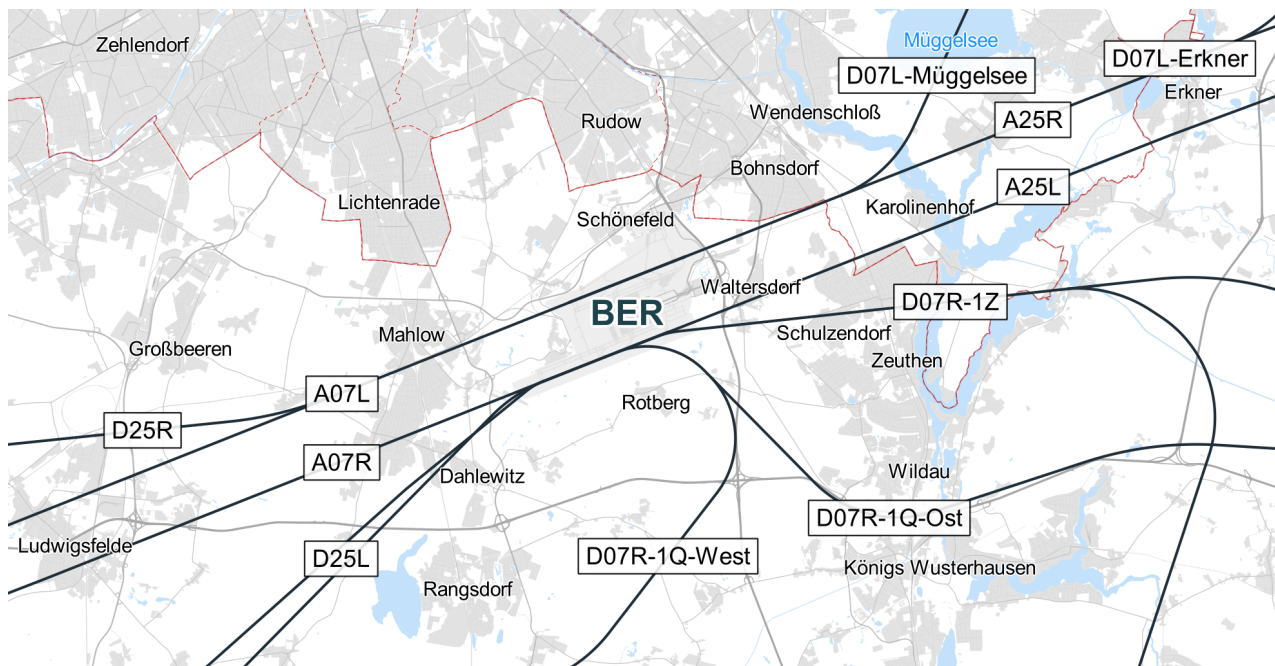 Zehlendorf
Müggelsee
D07L-Erkner
D07L-Müggelsee
Erkner
Wendenschloß
Rudow
A25R
Bohnsdorf
A25L
Lichtenrade
Karolinenhof
Schönefeld
Waltersdorf
D07R-1Z
BER
Mahlow
Schulzendorf
Großbeeren
Zeuthen
A07L
Rotberg
D25R
A07R
Dahlewitz
Wildau
D07R-1Q-Ost
Ludwigsfelde
D25L
D07R-1Q-West
Königs Wusterhausen
Rangsdorf